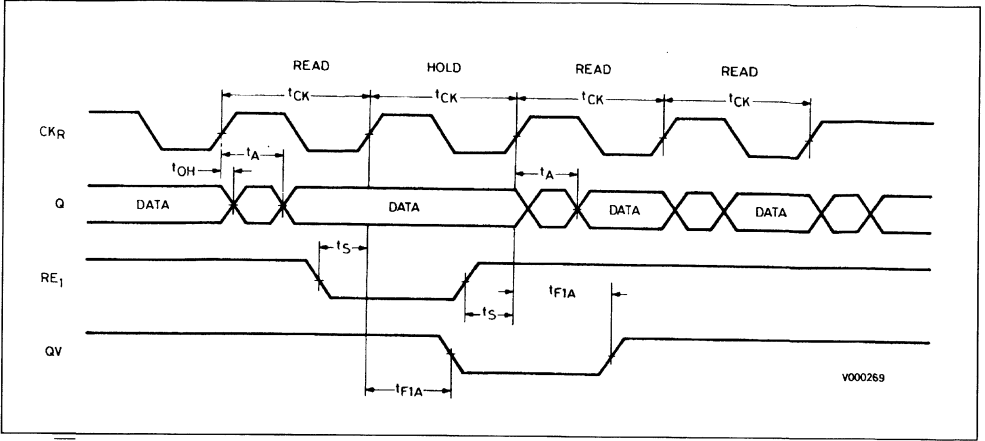 READ HOLD READ READ
tCK tCK tCK tCK
CKR
tOH tA
tA
Q DATA DATA DATA DATA
tS
RE1
tF1A
tS
QV
V000269
tF1A